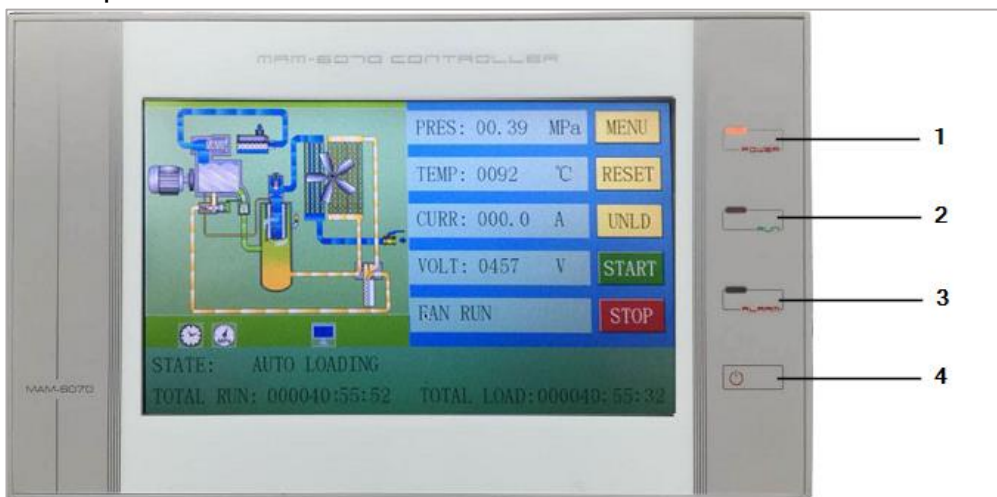 MAM-6070 CONTROLLER
PRES: 00.39 MPa MENU
TEMP: 0092 ℃ RESET
CURR: 000.0 A UNLD
VOLT: 0457 V START
FAN RUN STOP
STATE: AUTO LOADING
TOTAL RUN: 000040:55:52 TOTAL LOAD:000040:55:32
MAM-6070
POWER
RUN
ALARM
1
2
3
4